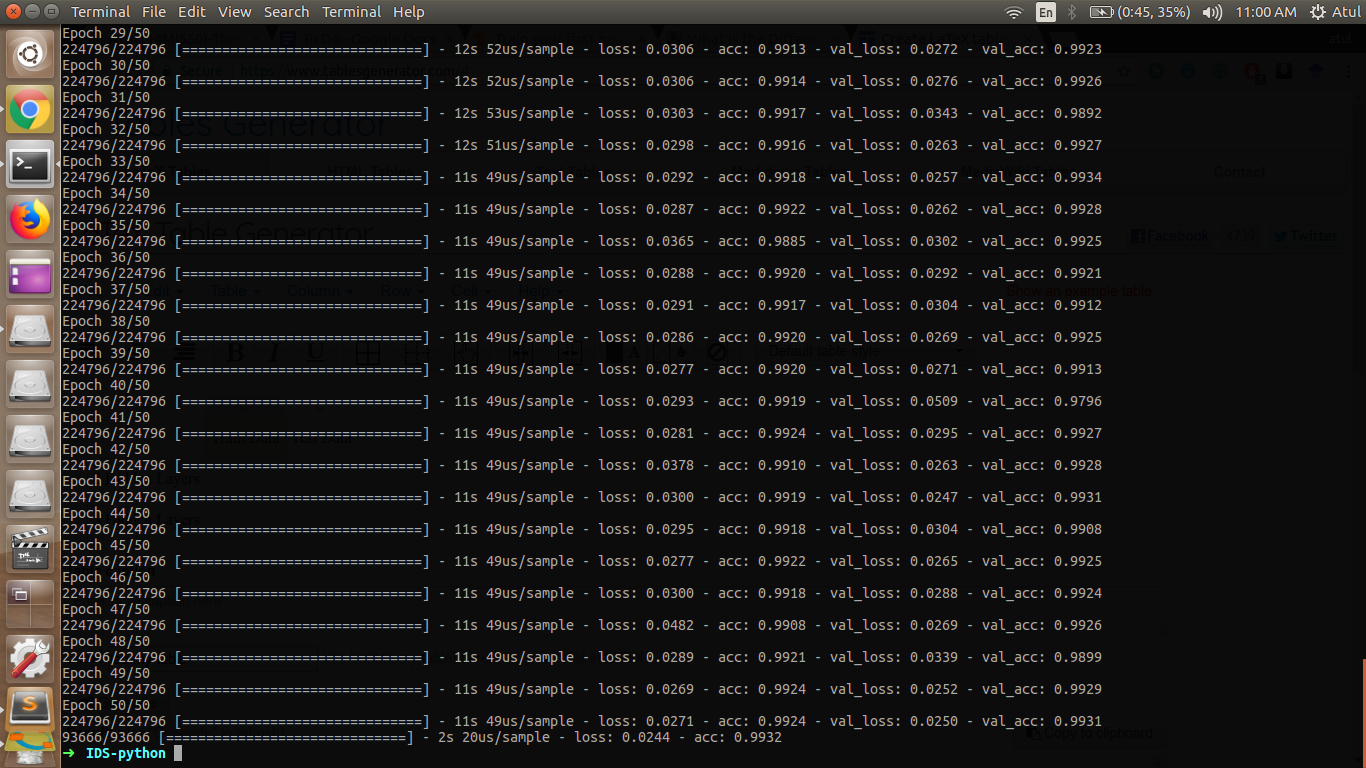 Terminal File Edit View Search Terminal Help En (0:45, 35%) 11:00 AM Atul
Epoch 29/50
224796/224796 [==============================] - 12s 52us/sample - loss: 0.0306 - acc: 0.9913 - val_loss: 0.0272 - val_acc: 0.9923
Epoch 30/50
224796/224796 [==============================] - 12s 52us/sample - loss: 0.0306 - acc: 0.9914 - val_loss: 0.0276 - val_acc: 0.9926
Epoch 31/50
224796/224796 [==============================] - 12s 53us/sample - loss: 0.0303 - acc: 0.9917 - val_loss: 0.0343 - val_acc: 0.9892
Epoch 32/50
224796/224796 [==============================] - 12s 51us/sample - loss: 0.0298 - acc: 0.9916 - val_loss: 0.0263 - val_acc: 0.9927
Epoch 33/50
224796/224796 [==============================] - 11s 49us/sample - loss: 0.0292 - acc: 0.9918 - val_loss: 0.0257 - val_acc: 0.9934
Epoch 34/50
224796/224796 [==============================] - 11s 49us/sample - loss: 0.0287 - acc: 0.9922 - val_loss: 0.0262 - val_acc: 0.9928
Epoch 35/50
224796/224796 [==============================] - 11s 49us/sample - loss: 0.0365 - acc: 0.9885 - val_loss: 0.0302 - val_acc: 0.9925
Epoch 36/50
224796/224796 [==============================] - 11s 49us/sample - loss: 0.0288 - acc: 0.9920 - val_loss: 0.0292 - val_acc: 0.9921
Epoch 37/50
224796/224796 [==============================] - 11s 49us/sample - loss: 0.0291 - acc: 0.9917 - val_loss: 0.0304 - val_acc: 0.9912
Epoch 38/50
224796/224796 [==============================] - 11s 49us/sample - loss: 0.0286 - acc: 0.9920 - val_loss: 0.0269 - val_acc: 0.9925
Epoch 39/50
224796/224796 [==============================] - 11s 49us/sample - loss: 0.0277 - acc: 0.9920 - val_loss: 0.0271 - val_acc: 0.9913
Epoch 40/50
224796/224796 [==============================] - 11s 49us/sample - loss: 0.0293 - acc: 0.9919 - val_loss: 0.0509 - val_acc: 0.9796
Epoch 41/50
224796/224796 [==============================] - 11s 49us/sample - loss: 0.0281 - acc: 0.9924 - val_loss: 0.0295 - val_acc: 0.9927
Epoch 42/50
224796/224796 [==============================] - 11s 49us/sample - loss: 0.0378 - acc: 0.9910 - val_loss: 0.0263 - val_acc: 0.9928
Epoch 43/50
224796/224796 [==============================] - 11s 49us/sample - loss: 0.0300 - acc: 0.9919 - val_loss: 0.0247 - val_acc: 0.9931
Epoch 44/50
224796/224796 [==============================] - 11s 49us/sample - loss: 0.0295 - acc: 0.9918 - val_loss: 0.0304 - val_acc: 0.9908
Epoch 45/50
224796/224796 [==============================] - 11s 49us/sample - loss: 0.0277 - acc: 0.9922 - val_loss: 0.0265 - val_acc: 0.9925
Epoch 46/50
224796/224796 [==============================] - 11s 49us/sample - loss: 0.0300 - acc: 0.9918 - val_loss: 0.0288 - val_acc: 0.9924
Epoch 47/50
224796/224796 [==============================] - 11s 49us/sample - loss: 0.0482 - acc: 0.9908 - val_loss: 0.0269 - val_acc: 0.9926
Epoch 48/50
224796/224796 [==============================] - 11s 49us/sample - loss: 0.0289 - acc: 0.9921 - val_loss: 0.0339 - val_acc: 0.9899
Epoch 49/50
224796/224796 [==============================] - 11s 49us/sample - loss: 0.0269 - acc: 0.9924 - val_loss: 0.0252 - val_acc: 0.9929
Epoch 50/50
224796/224796 [==============================] - 11s 49us/sample - loss: 0.0271 - acc: 0.9924 - val_loss: 0.0250 - val_acc: 0.9931
93666/93666 [==============================] - 2s 20us/sample - loss: 0.0244 - acc: 0.9932
➜ IDS-python